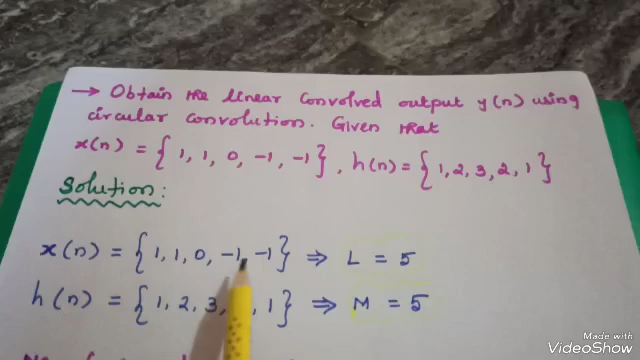 → Obtain the linear convolved output y(n) using
circular convolution. Given that
x(n) = { 1, 1, 0, -1, -1 } , h(n) = { 1, 2, 3, 2, 1 }
Solution:
x(n) = { 1, 1, 0, -1, -1 } ⇒ L = 5
h(n) = { 1, 2, 3, , 1 } ⇒ M = 5
Made with
VideoShow